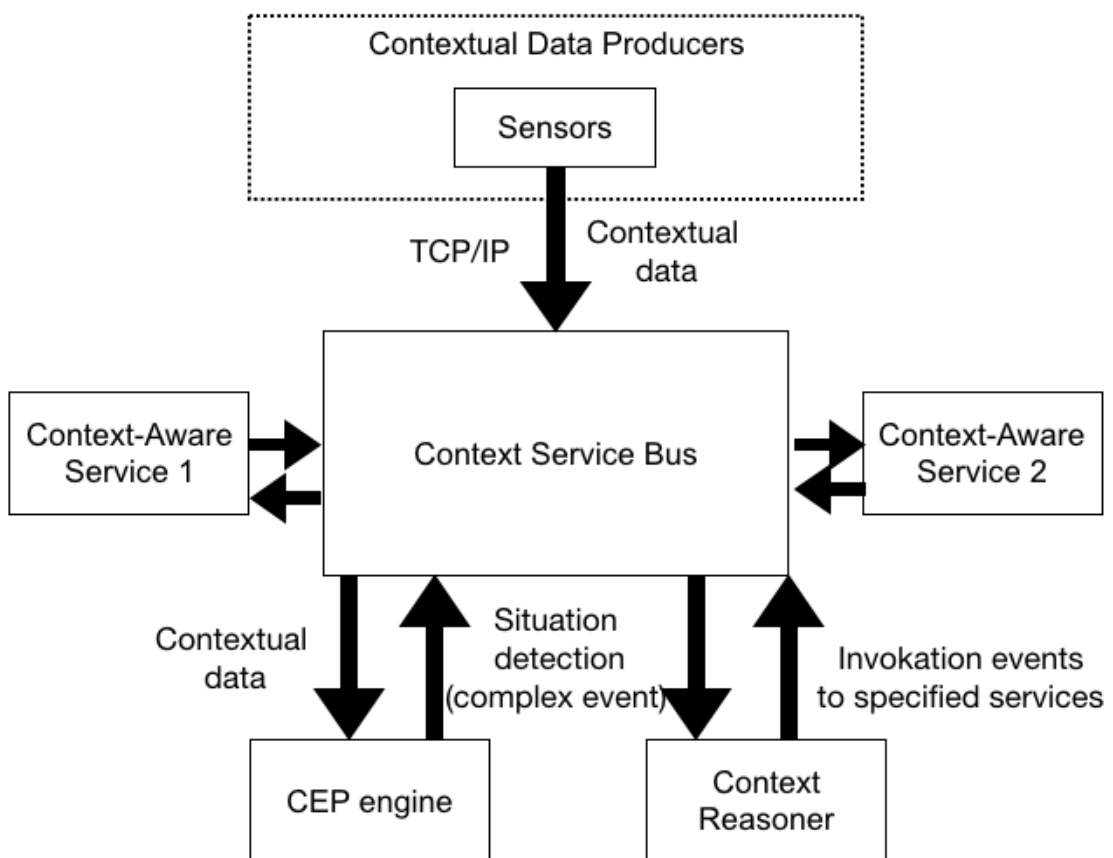 Contextual Data Producers
Sensors
TCP/IP
Contextual
data
Context-Aware
Service 1
Context Service Bus
Context-Aware
Service 2
Contextual
data
Situation
detection
(complex event)
Invokation events
to specified services
CEP engine
Context
Reasoner